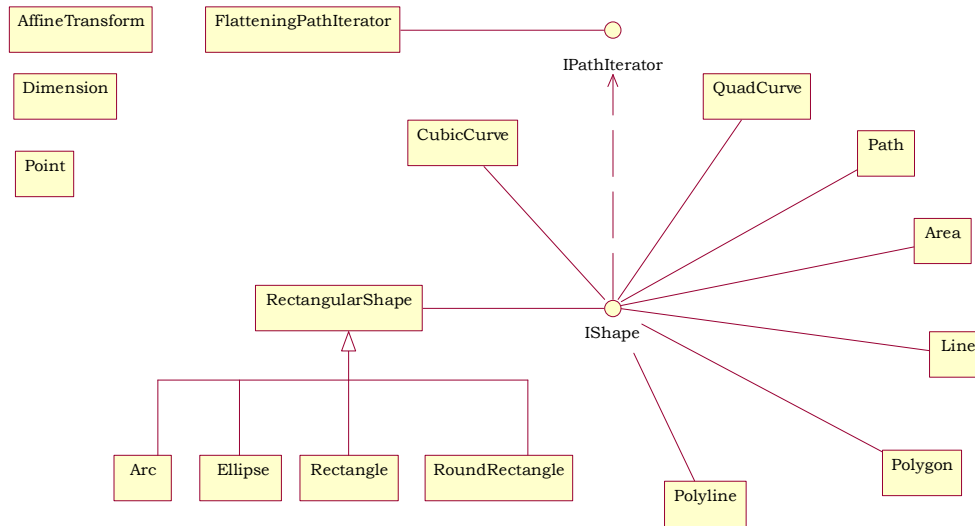 AffineTransform
FlatteningPathIterator
IPathIterator
Dimension
QuadCurve
CubicCurve
Path
Point
Area
RectangularShape
IShape
Line
Arc
Ellipse
Rectangle
RoundRectangle
Polygon
Polyline